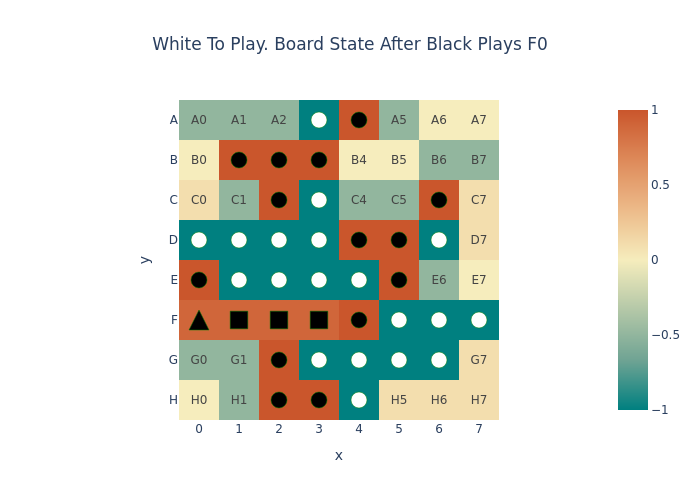 White To Play. Board State After Black Plays F0
A A0 A1 A2 A5 A6 A7
B B0 B4 B5 B6 B7
C C0 C1 C4 C5 C7
D D7
E E6 E7
F
G G0 G1 G7
H H0 H1 H5 H6 H7
0 1 2 3 4 5 6 7
x
y
1
0.5
0
−0.5
−1